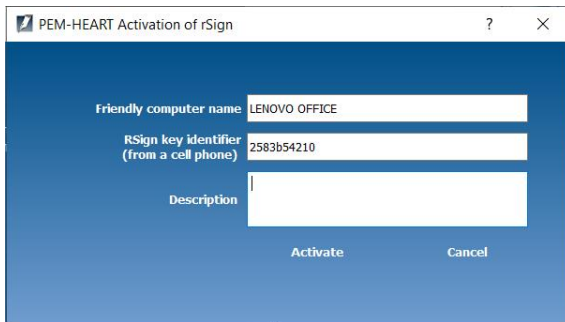 PEM-HEART Activation of rSign
Friendly computer name LENOVO OFFICE
RSign key identifier
(from a cell phone) 2583b54210
Description
Activate Cancel